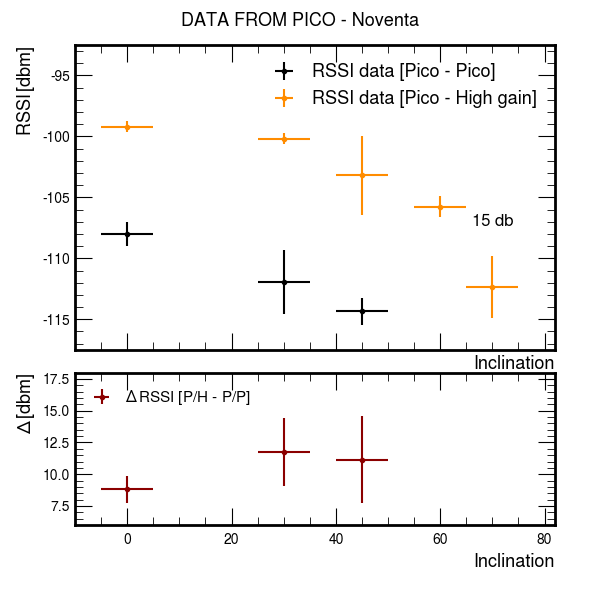 DATA FROM PICO - Noventa
RSSI [dbm]
-95
-100
-105
-110
-115
RSSI data [Pico - Pico]
RSSI data [Pico - High gain]
15 db
Inclination
Δ [dbm]
17.5
15.0
12.5
10.0
7.5
Δ RSSI [P/H - P/P]
0 20 40 60 80
Inclination